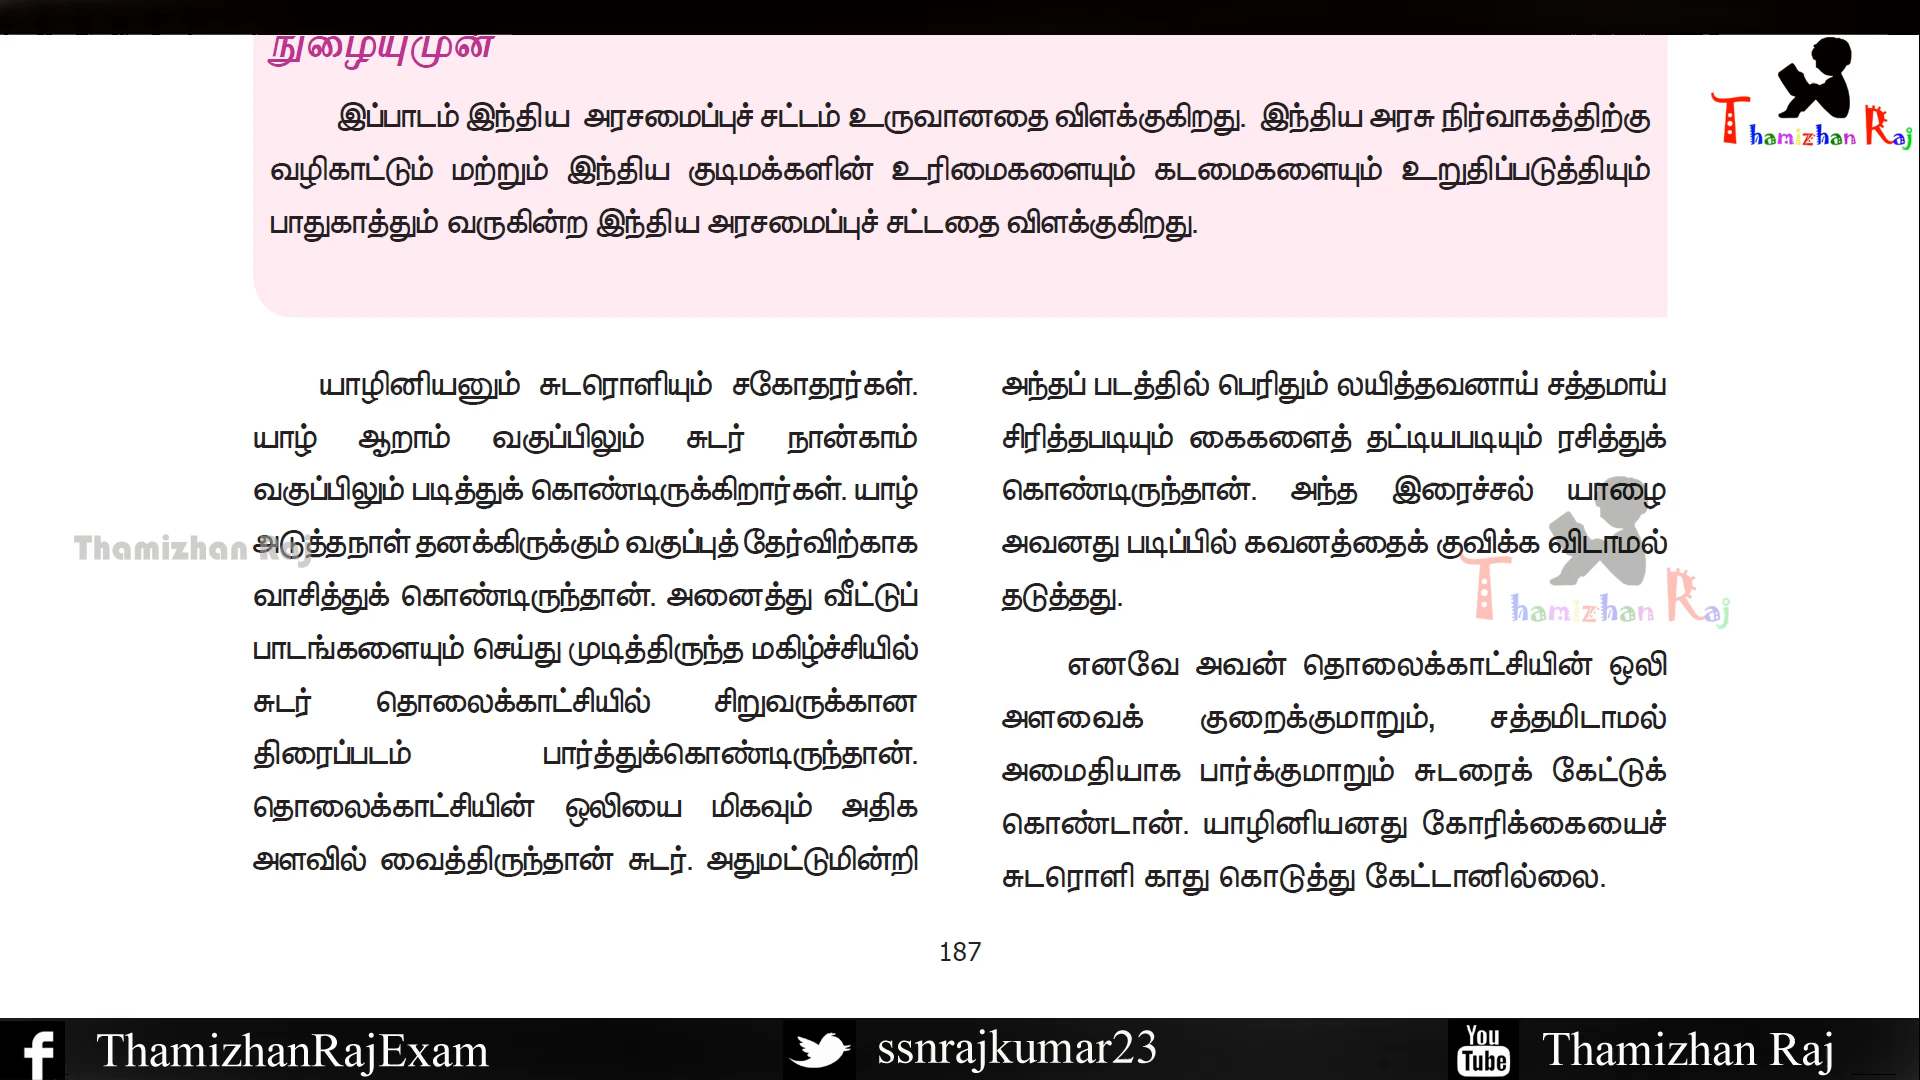 நுழையுமுன்
இப்பாடம் இந்திய அரசமைப்புச் சட்டம் உருவானதை விளக்குகிறது. இந்திய அரசு நிர்வாகத்திற்கு
வழிகாட்டும் மற்றும் இந்திய குடிமக்களின் உரிமைகளையும் கடமைகளையும் உறுதிப்படுத்தியும்
பாதுகாத்தும் வருகின்ற இந்திய அரசமைப்புச் சட்டதை விளக்குகிறது.
Thamizhan Raj
யாழினியனும் சுடரொளியும் சகோதரர்கள்.
யாழ் ஆறாம் வகுப்பிலும் சுடர் நான்காம்
வகுப்பிலும் படித்துக் கொண்டிருக்கிறார்கள். யாழ்
அடுத்தநாள் தனக்கிருக்கும் வகுப்புத் தேர்விற்காக
வாசித்துக் கொண்டிருந்தான். அனைத்து வீட்டுப்
பாடங்களையும் செய்து முடித்திருந்த மகிழ்ச்சியில்
சுடர் தொலைக்காட்சியில் சிறுவருக்கான
திரைப்படம் பார்த்துக்கொண்டிருந்தான்.
தொலைக்காட்சியின் ஒலியை மிகவும் அதிக
அளவில் வைத்திருந்தான் சுடர். அதுமட்டுமின்றி
அந்தப் படத்தில் பெரிதும் லயித்தவனாய் சத்தமாய்
சிரித்தபடியும் கைகளைத் தட்டியபடியும் ரசித்துக்
கொண்டிருந்தான். அந்த இரைச்சல் யாழை
அவனது படிப்பில் கவனத்தைக் குவிக்க விடாமல்
தடுத்தது.
எனவே அவன் தொலைக்காட்சியின் ஒலி
அளவைக் குறைக்குமாறும், சத்தமிடாமல்
அமைதியாக பார்க்குமாறும் சுடரைக் கேட்டுக்
கொண்டான். யாழினியனது கோரிக்கையைச்
சுடரொளி காது கொடுத்து கேட்டானில்லை.
Thamizhan Raj
Thamizhan Raj
187
ThamizhanRajExam
ssnrajkumar23
You Tube
Thamizhan Raj